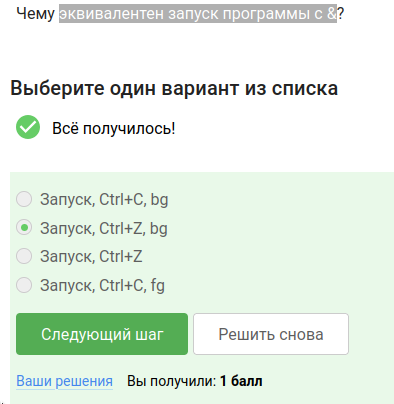 Чему эквивалентен запуск программы с &?
Выберите один вариант из списка
Всё получилось!
Запуск, Ctrl+C, bg
Запуск, Ctrl+Z, bg
Запуск, Ctrl+Z
Запуск, Ctrl+C, fg
Следующий шаг
Решить снова
Ваши решения Вы получили: 1 балл